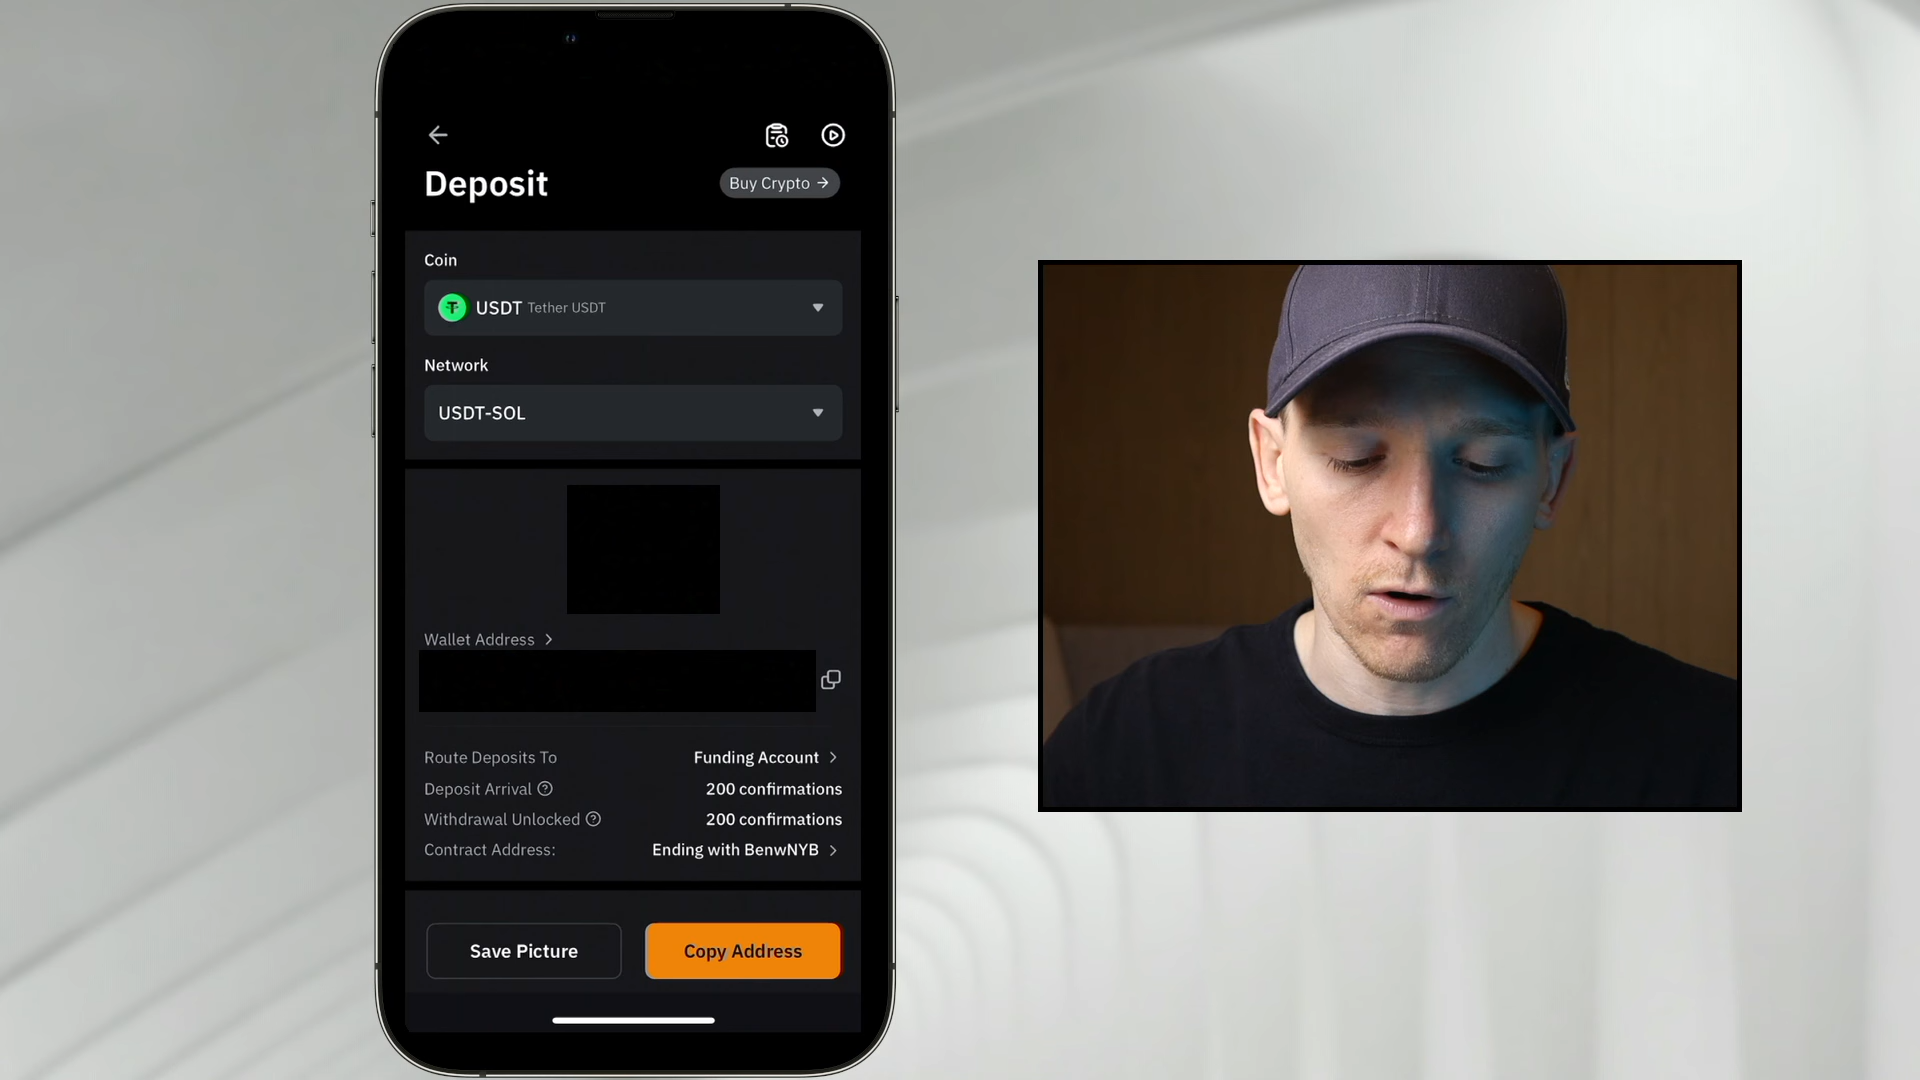 Deposit
Buy Crypto
Coin
USDT Tether USDT
Network
USDT-SOL
Wallet Address
Route Deposits To Funding Account
Deposit Arrival 200 confirmations
Withdrawal Unlocked 200 confirmations
Contract Address: Ending with BenwNYB
Save Picture
Copy Address